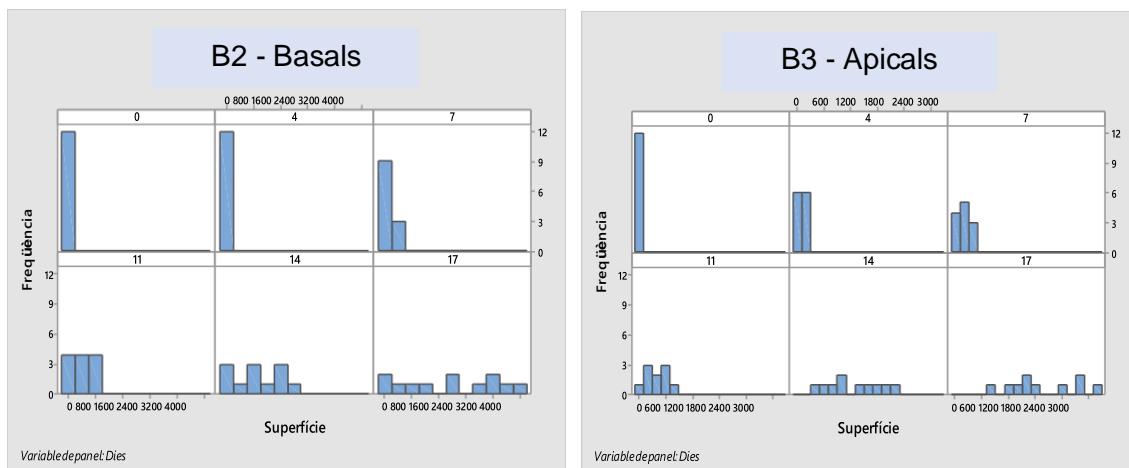 B2 - Basals
0 800 1600 2400 3200 4000
0 4 7
12
9
6
3
0
Freqüència
11 14 17
12
9
6
3
0
0 800 1600 2400 3200 4000 0 800 1600 2400 3200 4000
Superfície
Variable de panel: Dies
B3 - Apicals
0 600 1200 1800 2400 3000
0 4 7
12
9
6
3
0
Freqüència
11 14 17
12
9
6
3
0
0 600 1200 1800 2400 3000 0 600 1200 1800 2400 3000
Superfície
Variable de panel: Dies